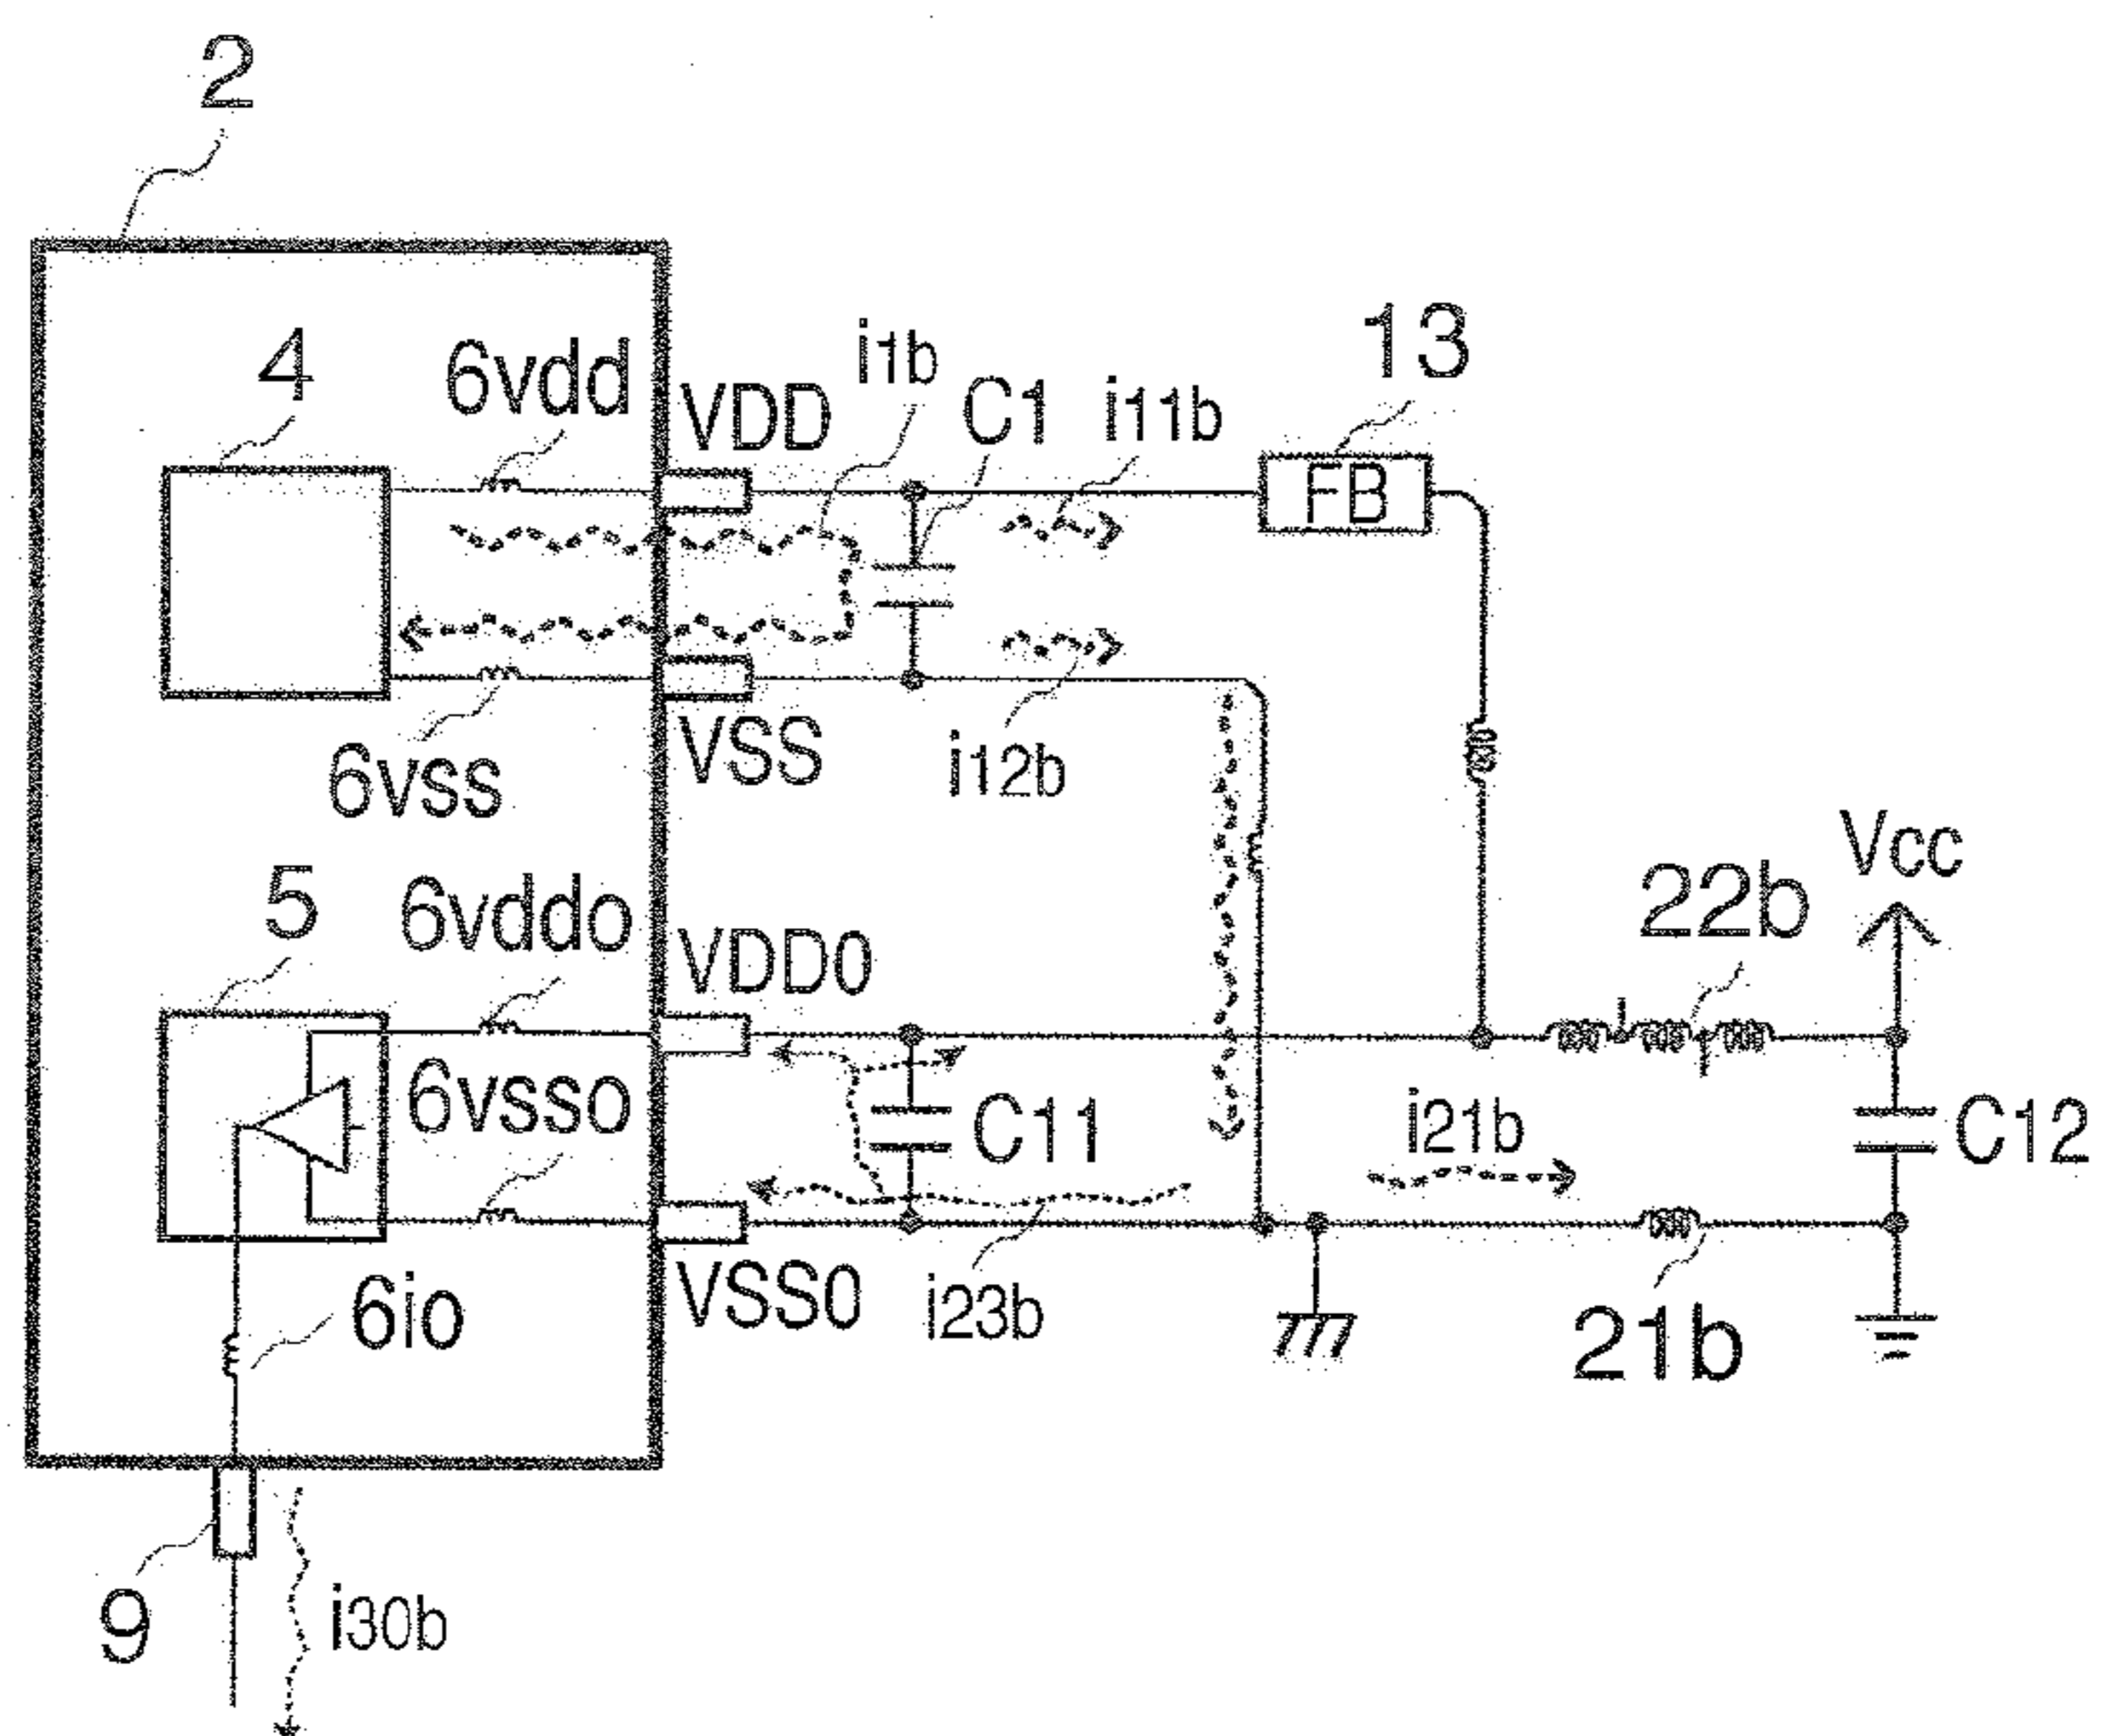 2
13
4
6vdd
VDD
i1b
C1
i11b
FB
6vss
VSS
i12b
5
6vddo
VDD0
22b
Vcc
6vsso
C11
i21b
C12
6io
VSS0
i23b
21b
9
i30b